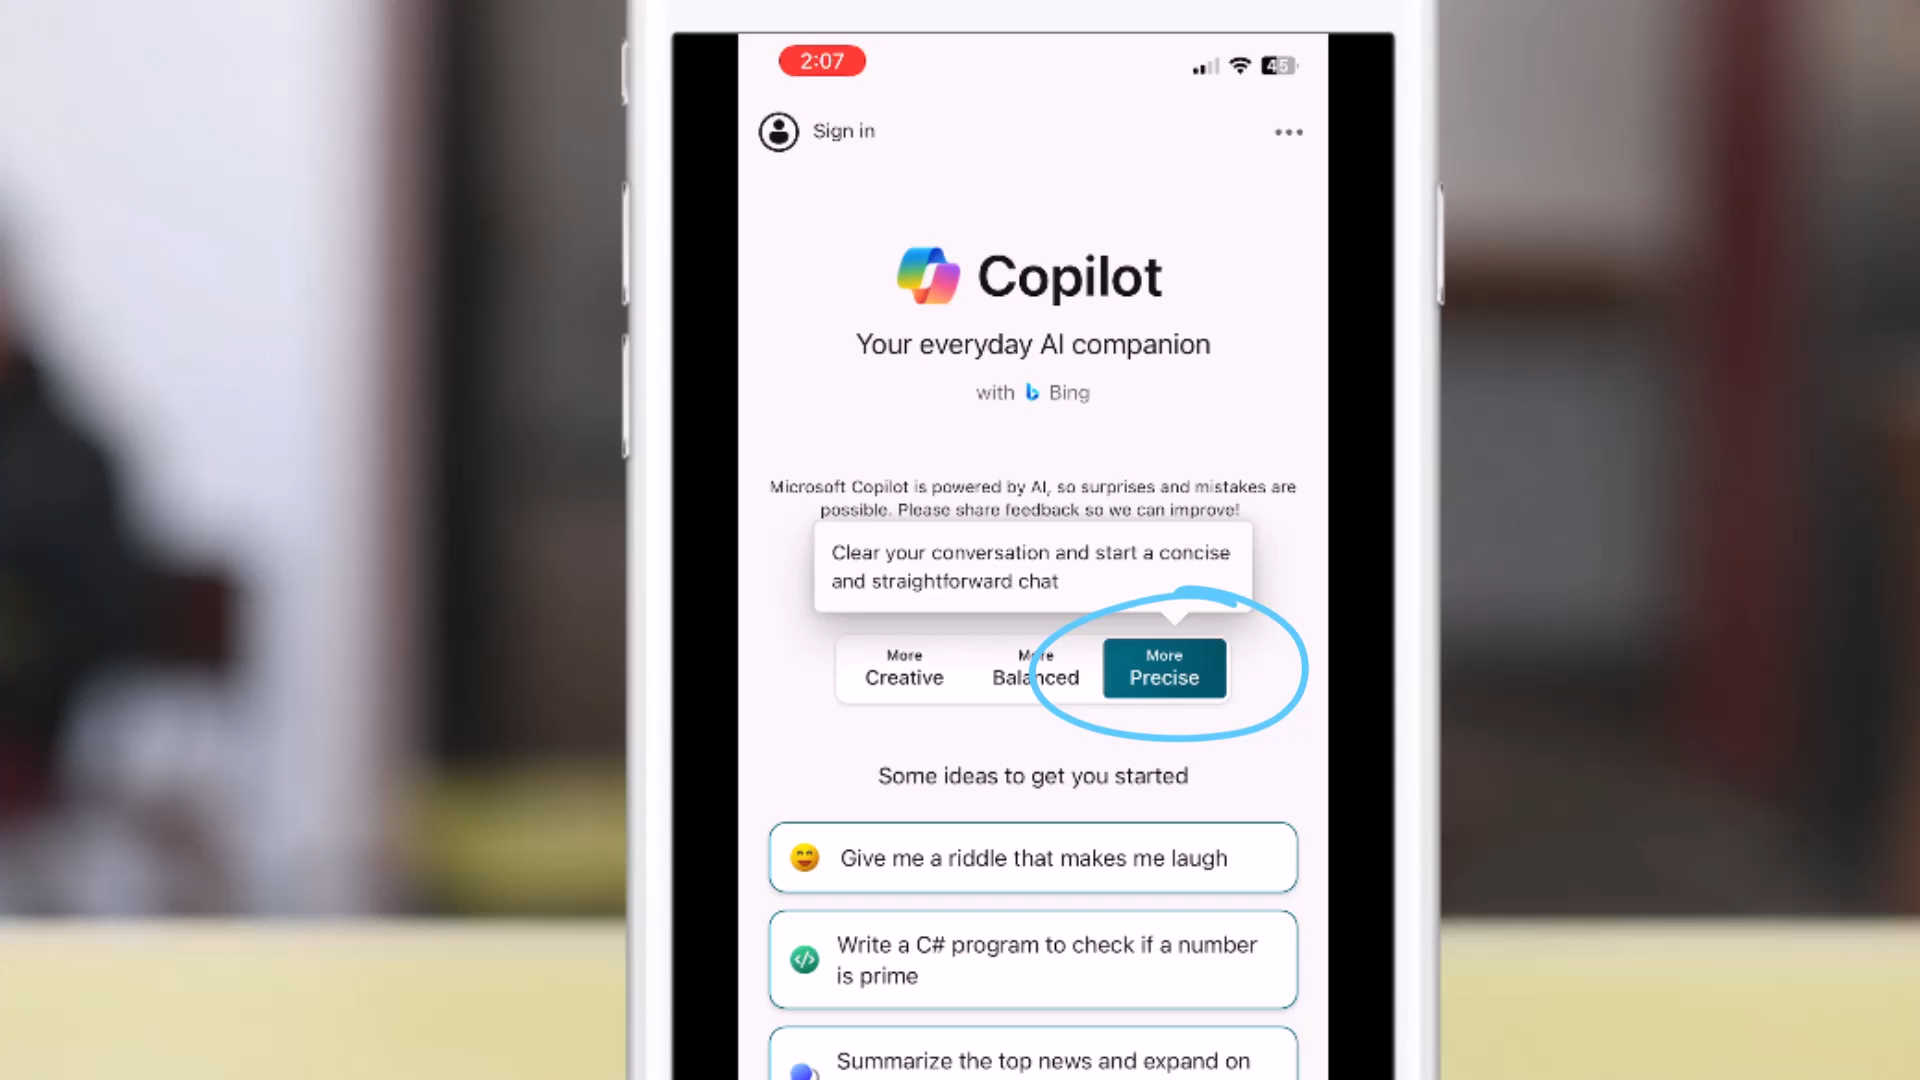 2:07
45
Sign in
Copilot
Your everyday AI companion
with Bing
Microsoft Copilot is powered by AI, so surprises and mistakes are
possible. Please share feedback so we can improve!
Clear your conversation and start a concise
and straightforward chat
More
Creative
More
Balanced
More
Precise
Some ideas to get you started
Give me a riddle that makes me laugh
Write a C# program to check if a number
is prime
Summarize the top news and expand on